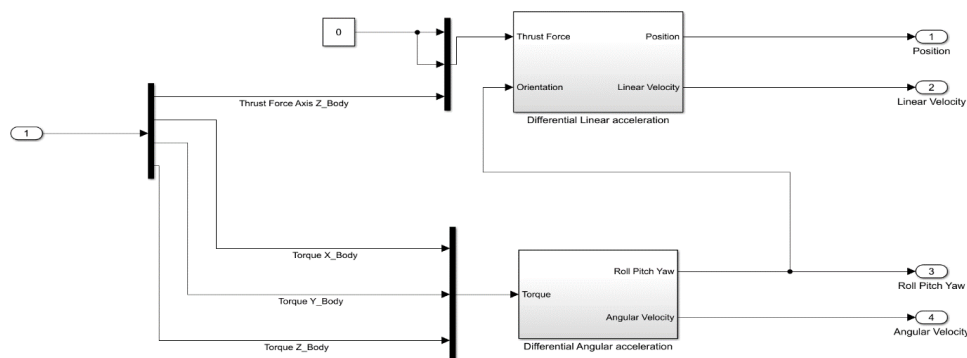 0
Thrust Force
Position
1
Position
Orientation
Linear Velocity
2
Linear Velocity
Differential Linear acceleration
Thrust Force Axis Z_Body
1
Torque X_Body
Torque Y_Body
Torque Z_Body
Torque
Roll Pitch Yaw
3
Roll Pitch Yaw
Angular Velocity
4
Angular Velocity
Differential Angular acceleration